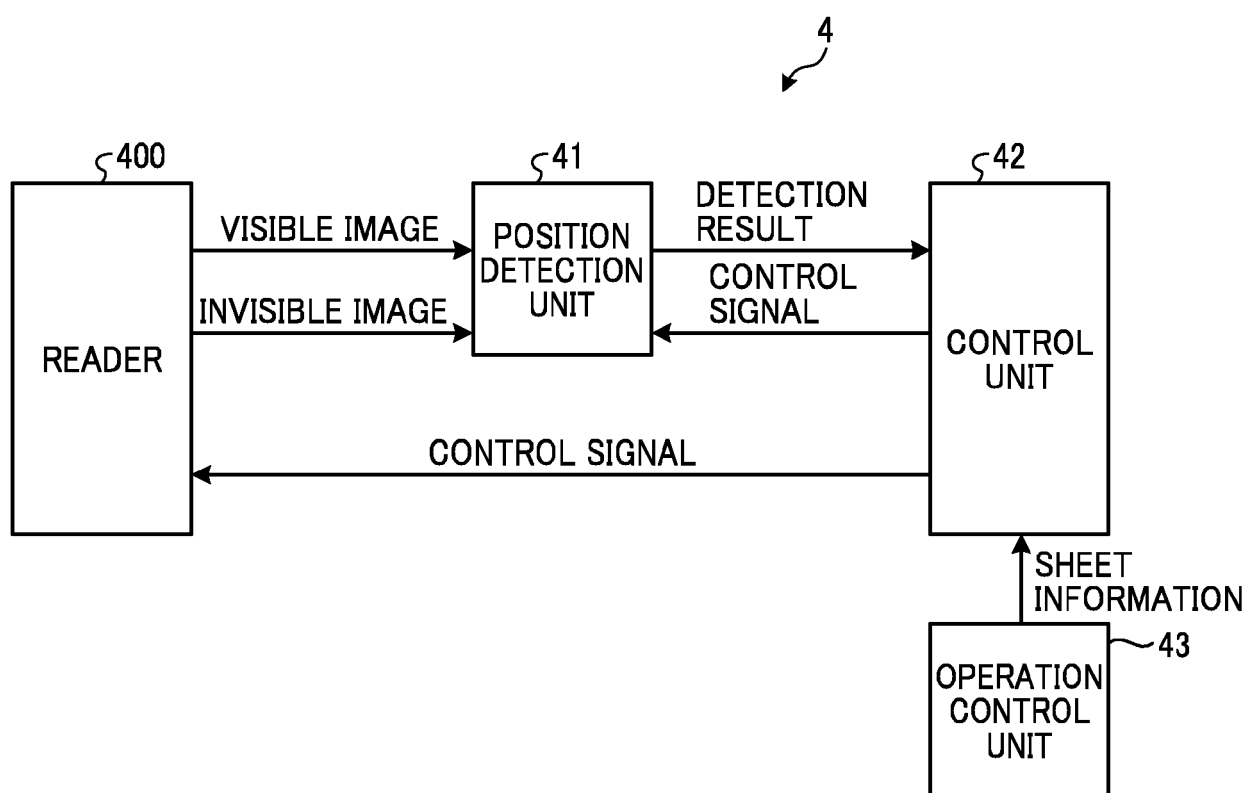 4
400
READER
VISIBLE IMAGE
INVISIBLE IMAGE
41
POSITION
DETECTION
UNIT
DETECTION
RESULT
CONTROL
SIGNAL
42
CONTROL
UNIT
CONTROL SIGNAL
SHEET
INFORMATION
43
OPERATION
CONTROL
UNIT